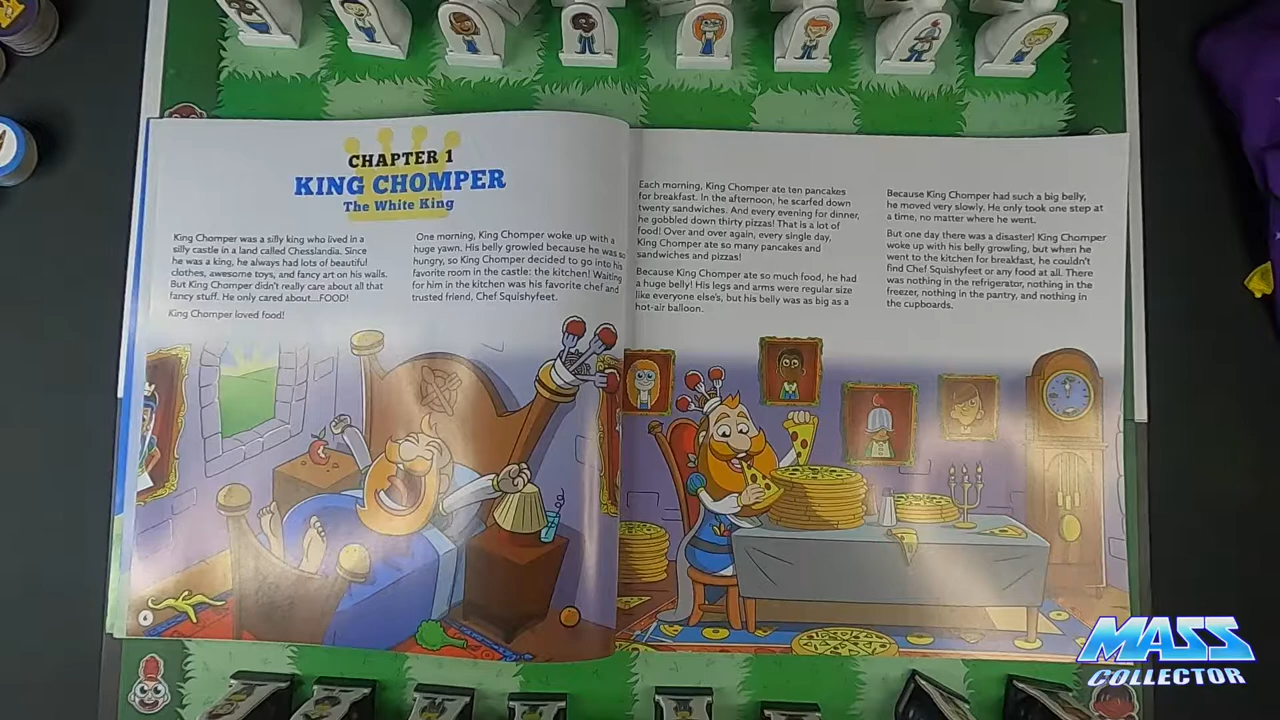 CHAPTER 1
KING CHOMPER
The White King
King Chomper was a silly king who lived in a
silly castle in a land called Chesslandia. Since
he was a king, he always had lots of beautiful
clothes, awesome toys, and fancy art on his walls.
But King Chomper didn't really care about all that
fancy stuff. He only cared about...FOOD!
King Chomper loved food!
One morning, King Chomper woke up with a
huge yawn. His belly growled because he was so
hungry, so King Chomper decided to go into his
favorite room in the castle: the kitchen! Waiting
for him in the kitchen was his favorite chef and
trusted friend, Chef Squishyfeet.
Each morning, King Chomper ate ten pancakes
for breakfast. In the afternoon, he scarfed down
twenty sandwiches. And every evening for dinner,
he gobbled down thirty pizzas! That is a lot of
food! Over and over again, every single day,
King Chomper ate so many pancakes and
sandwiches and pizzas!
Because King Chomper ate so much food, he had
a huge belly! His legs and arms were regular size
like everyone else's, but his belly was as big as a
hot-air balloon.
Because King Chomper had such a big belly,
he moved very slowly. He only took one step at
a time, no matter where he went.
But one day there was a disaster! King Chomper
woke up with his belly growling, but when he
went to the kitchen for breakfast, he couldn't
find Chef Squishyfeet or any food at all. There
was nothing in the refrigerator, nothing in the
freezer, nothing in the pantry, and nothing in
the cupboards.
MASS
COLLECTOR